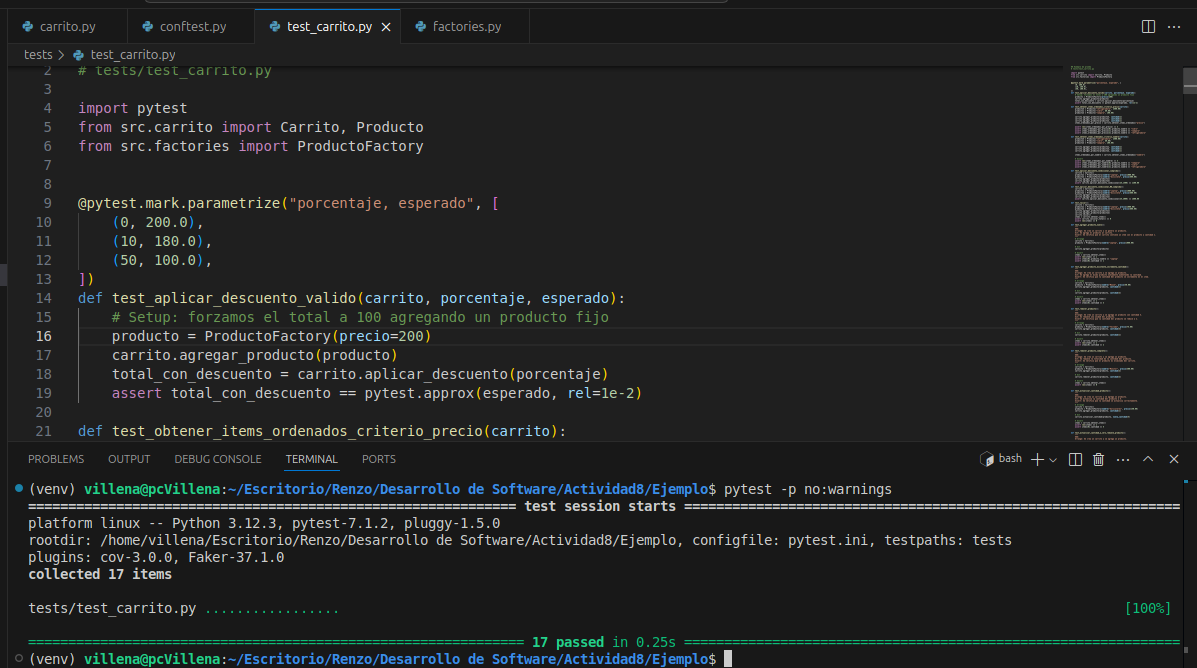 carrito.py conftest.py test_carrito.py factories.py
tests > test_carrito.py
2 # tests/test_carrito.py
3
4 import pytest
5 from src.carrito import Carrito, Producto
6 from src.factories import ProductoFactory
7
8
9 @pytest.mark.parametrize("porcentaje, esperado", [
10 (0, 200.0),
11 (10, 180.0),
12 (50, 100.0),
13 ])
14 def test_aplicar_descuento_valido(carrito, porcentaje, esperado):
15 # Setup: forzamos el total a 100 agregando un producto fijo
16 producto = ProductoFactory(precio=200)
17 carrito.agregar_producto(producto)
18 total_con_descuento = carrito.aplicar_descuento(porcentaje)
19 assert total_con_descuento == pytest.approx(esperado, rel=1e-2)
20
21 def test_obtener_items_ordenados_criterio_precio(carrito):
PROBLEMS OUTPUT DEBUG CONSOLE TERMINAL PORTS bash
(venv) villena@pcVillena:~/Escritorio/Renzo/Desarrollo de Software/Actividad8/Ejemplo$ pytest -p no:warnings
============================================================ test session starts =============================================================
platform linux -- Python 3.12.3, pytest-7.1.2, pluggy-1.5.0
rootdir: /home/villena/Escritorio/Renzo/Desarrollo de Software/Actividad8/Ejemplo, configfile: pytest.ini, testpaths: tests
plugins: cov-3.0.0, Faker-37.1.0
collected 17 items
tests/test_carrito.py ................. [100%]
============================================================= 17 passed in 0.25s =============================================================
(venv) villena@pcVillena:~/Escritorio/Renzo/Desarrollo de Software/Actividad8/Ejemplo$